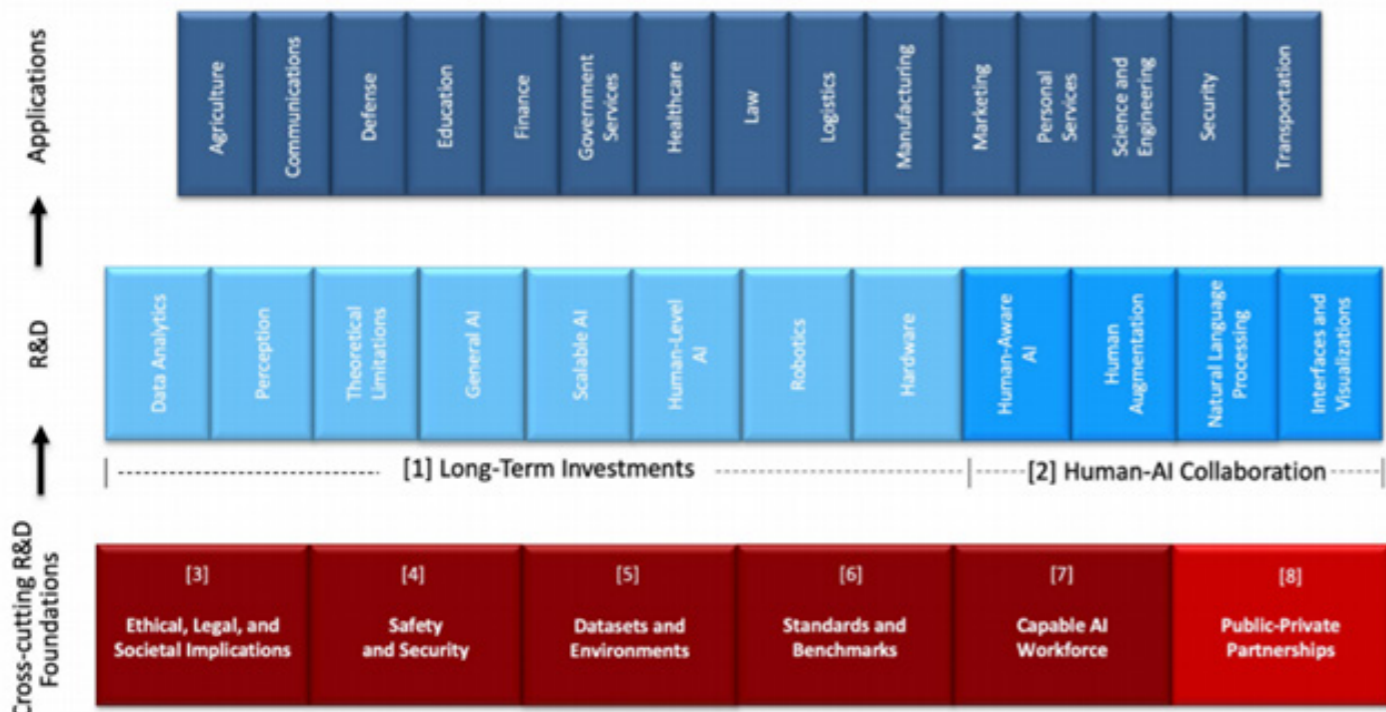 Applications
Agriculture
Communications
Defense
Education
Finance
Government
Services
Healthcare
Law
Logistics
Manufacturing
Marketing
Personal
Services
Science and
Engineering
Security
Transportation
R&D
Data Analytics
Perception
Theoretical
Limitations
General AI
Scalable AI
Human-Level
AI
Robotics
Hardware
Human-Aware
AI
Human
Augmentation
Natural Language
Processing
Interfaces and
Visualizations
[1] Long-Term Investments
[2] Human-AI Collaboration
Cross-cutting R&D
Foundations
[3]
Ethical, Legal, and
Societal Implications
[4]
Safety
and Security
[5]
Datasets and
Environments
[6]
Standards and
Benchmarks
[7]
Capable AI
Workforce
[8]
Public-Private
Partnerships